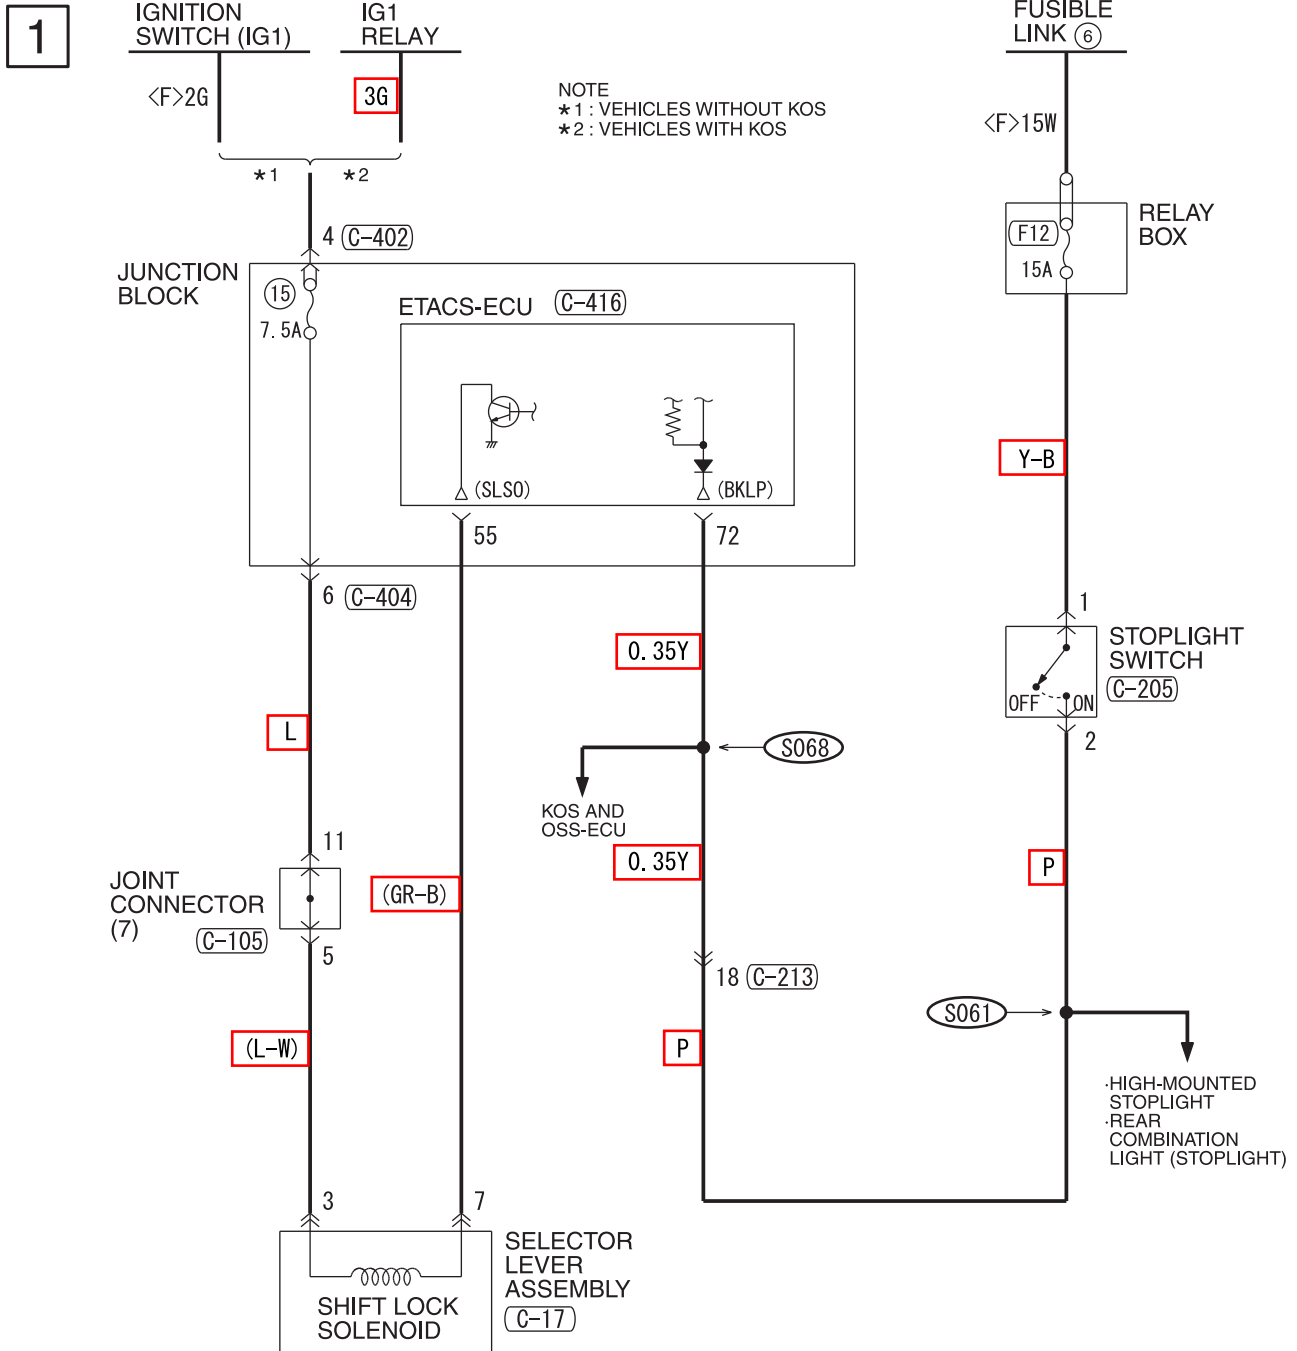 1
IGNITION
SWITCH (IG1)
IG1
RELAY
FUSIBLE
LINK 6
<F>2G
3G
NOTE
*1 : VEHICLES WITHOUT KOS
*2 : VEHICLES WITH KOS
<F>15W
*1
*2
4 C-402
JUNCTION
BLOCK
15
7.5A
ETACS-ECU C-416
RELAY
BOX
F12
15A
(SLSO)
(BKLP)
55
72
Y-B
6 C-404
0.35Y
1
STOPLIGHT
SWITCH
C-205
OFF ON
2
L
S068
KOS AND
OSS-ECU
0.35Y
11
JOINT
CONNECTOR
(7)
C-105
5
(GR-B)
P
18 C-213
S061
(L-W)
P
·HIGH-MOUNTED
STOPLIGHT
·REAR
COMBINATION
LIGHT (STOPLIGHT)
3
7
SELECTOR
LEVER
ASSEMBLY
C-17
SHIFT LOCK
SOLENOID